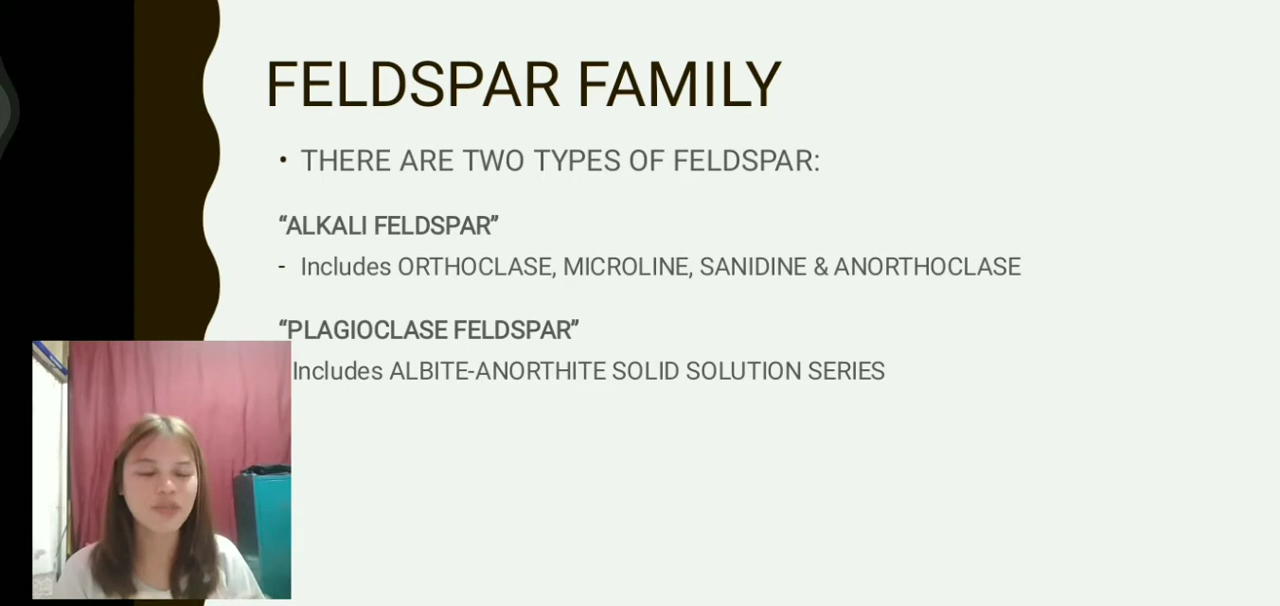 FELDSPAR FAMILY
• THERE ARE TWO TYPES OF FELDSPAR:
“ALKALI FELDSPAR”
- Includes ORTHOCLASE, MICROLINE, SANIDINE & ANORTHOCLASE
“PLAGIOCLASE FELDSPAR”
Includes ALBITE-ANORTHITE SOLID SOLUTION SERIES